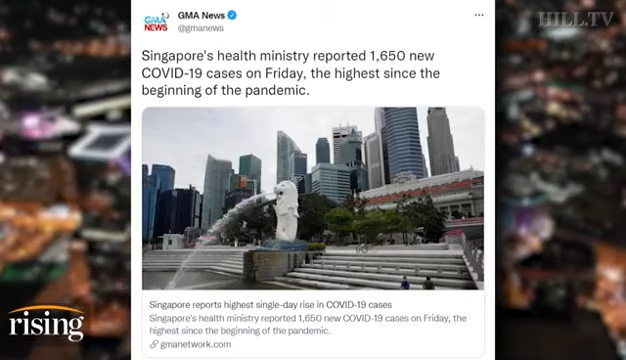 GMA News
@gmanews
HILL.TV
GMA
NEWS
Singapore's health ministry reported 1,650 new
COVID-19 cases on Friday, the highest since the
beginning of the pandemic.
Singapore reports highest single-day rise in COVID-19 cases
Singapore's health ministry reported 1,650 new COVID-19 cases on Friday, the
highest since the beginning of the pandemic.
gmanetwork.com
rising